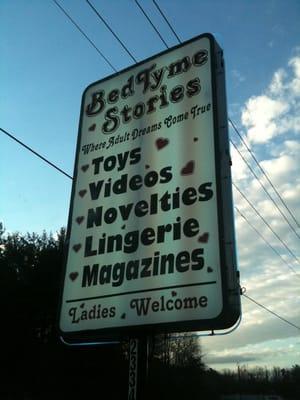 BedTyme
Stories
Where Adult Dreams Come True
Toys
Videos
Novelties
Lingerie
Magazines
Ladies Welcome